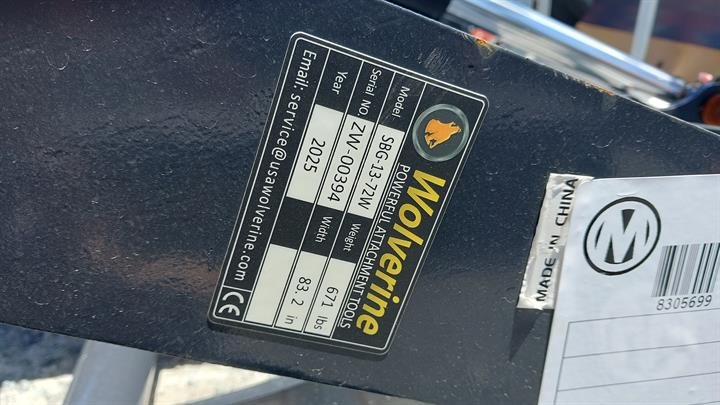 Wolverine
POWERFUL ATTACHMENT TOOLS
Model SBG-13-72W Weight 671 lbs
Serial NO. ZW-00394 Width 83.2 in
Year 2025
Email: service@usawolverine.com CE
MADE IN CHINA
M
8305699